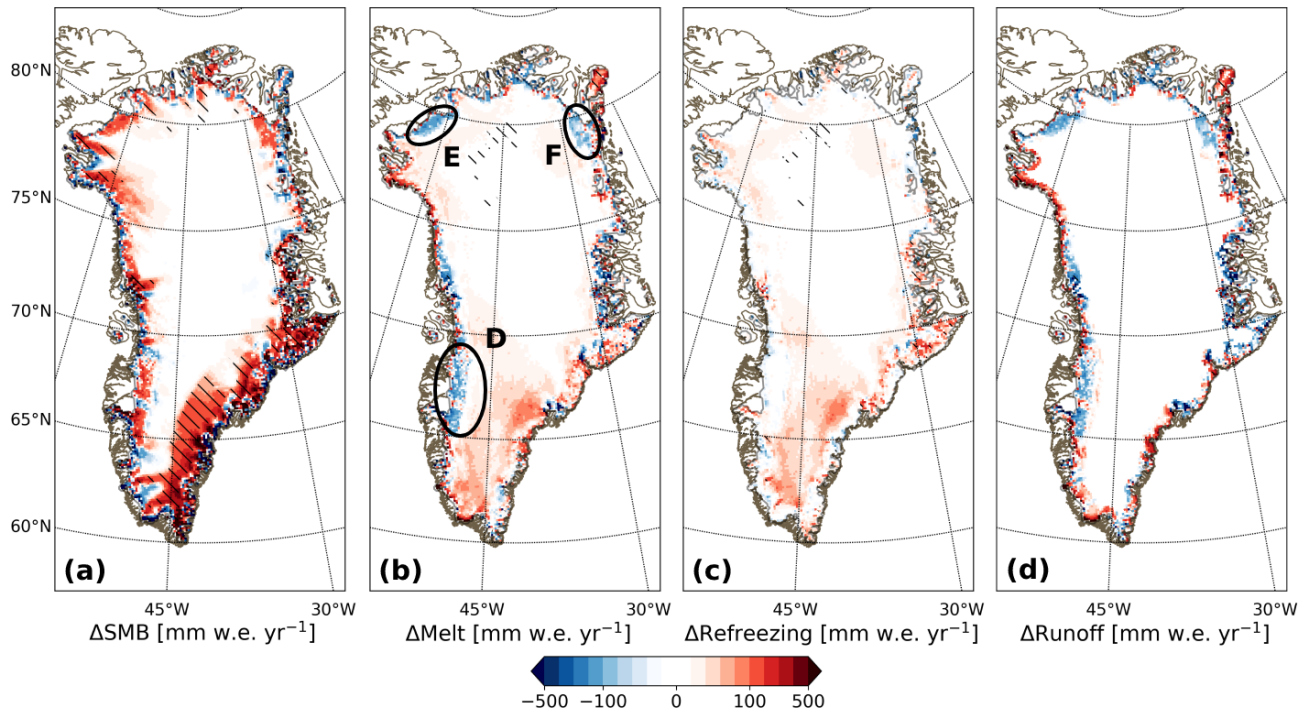 80°N
75°N
70°N
65°N
60°N
E
F
D
(a)
(b)
(c)
(d)
45°W 30°W 45°W 30°W 45°W 30°W 45°W 30°W
ΔSMB [mm w.e. yr⁻¹]
ΔMelt [mm w.e. yr⁻¹]
ΔRefreezing [mm w.e. yr⁻¹]
ΔRunoff [mm w.e. yr⁻¹]
−500 −100 0 100 500